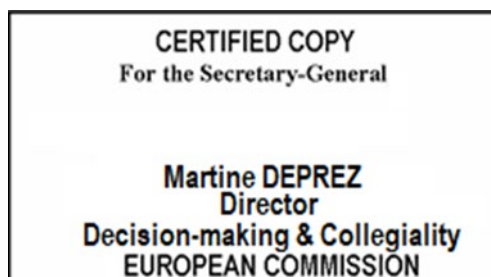 CERTIFIED COPY
For the Secretary-General
Martine DEPREZ
Director
Decision-making & Collegiality
EUROPEAN COMMISSION